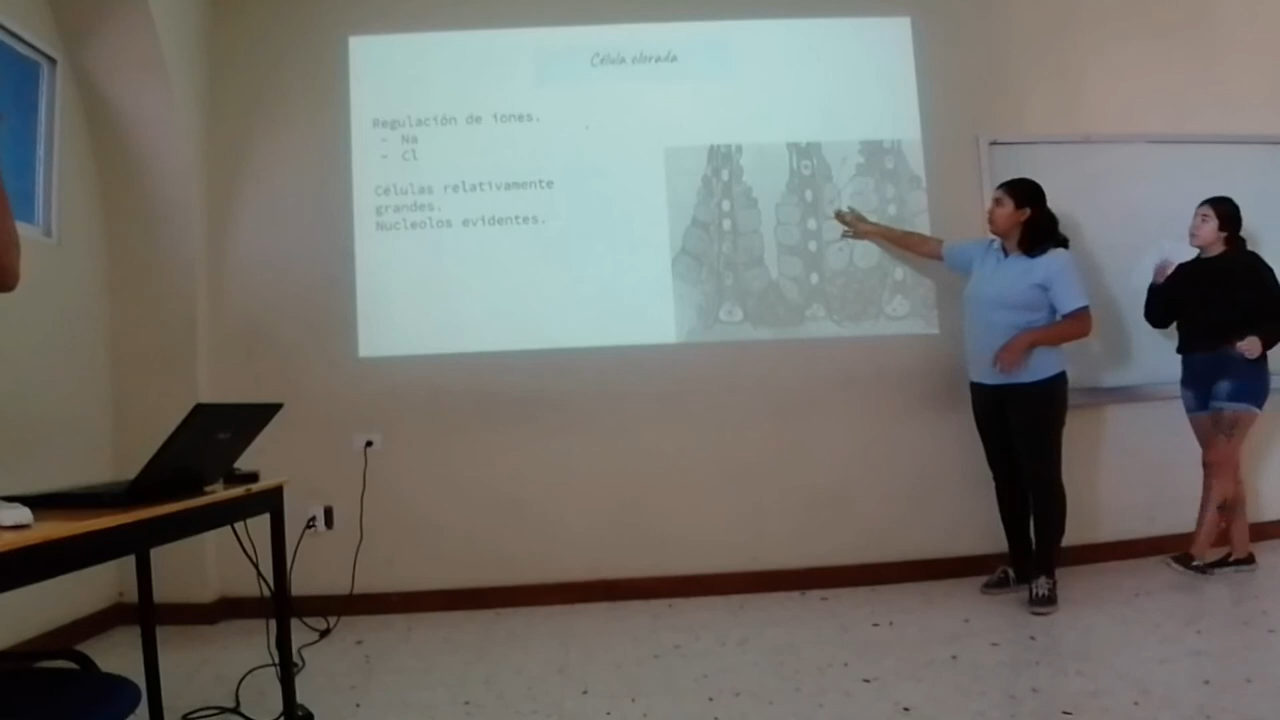 Célula clorada
Regulación de iones.
- Na
- Cl
Células relativamente
grandes.
Nucleolos evidentes.